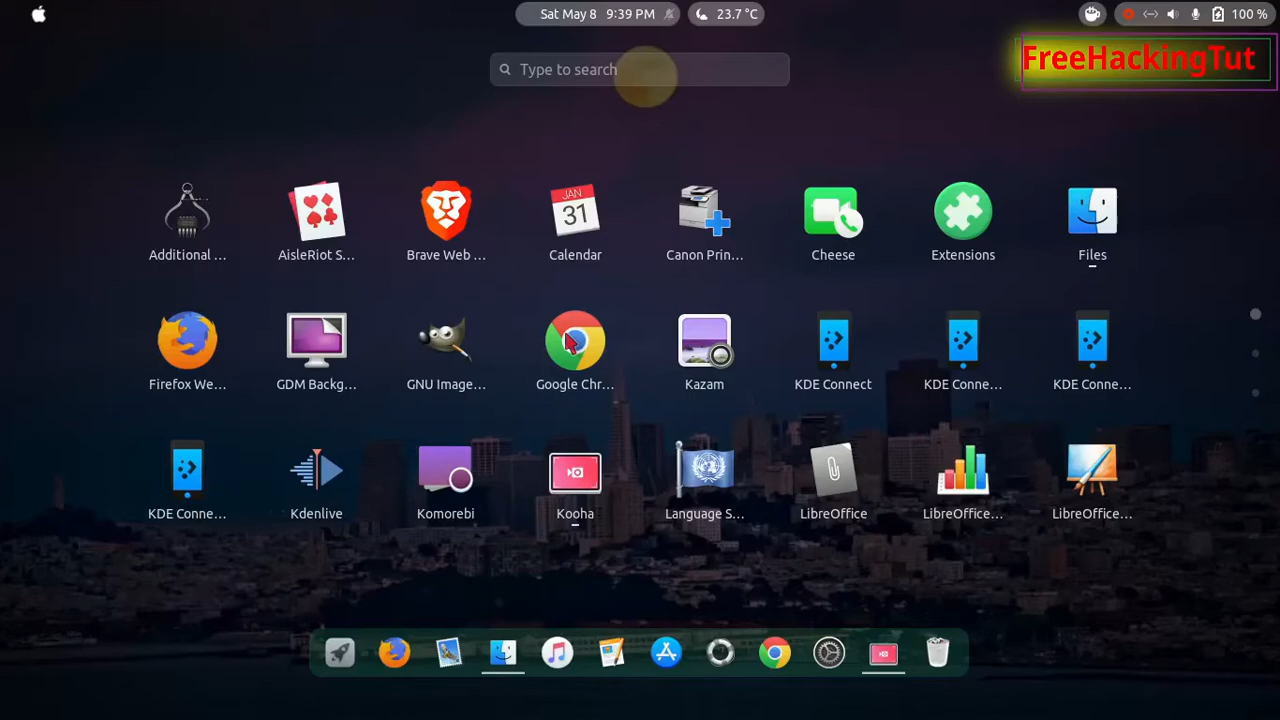 Sat May 8 9:39 PM
23.7 °C
100 %
FreeHackingTut
Type to search
JAN
31
Additional ...
AisleRiot S...
Brave Web ...
Calendar
Canon Prin...
Cheese
Extensions
Files
Firefox We...
GDM Backg...
GNU Image...
Google Chr...
Kazam
KDE Connect
KDE Conne...
KDE Conne...
KDE Conne...
Kdenlive
Komorebi
Kooha
Language S...
LibreOffice
LibreOffice...
LibreOffice...